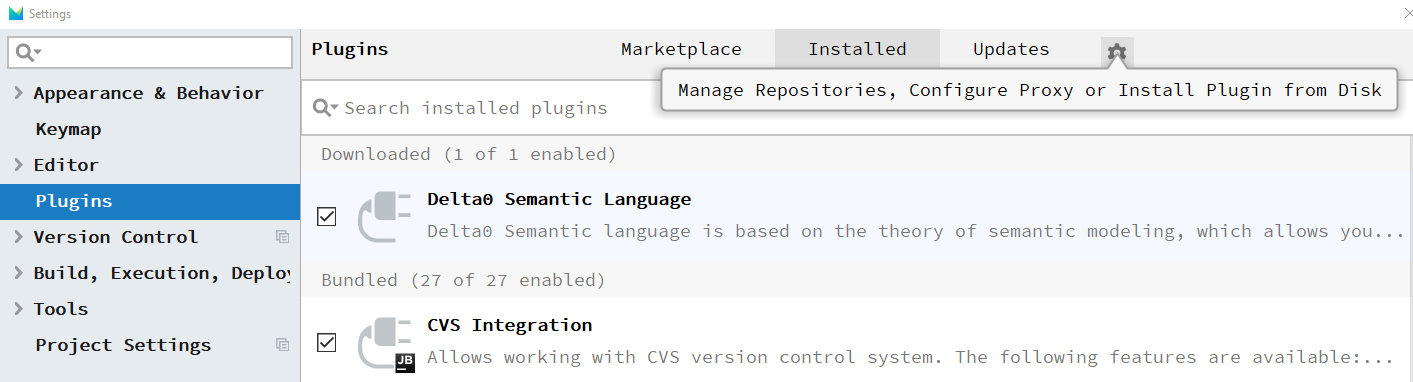 Settings
Plugins Marketplace Installed Updates
Manage Repositories, Configure Proxy or Install Plugin from Disk
Appearance & Behavior
Keymap
Editor
Plugins
Version Control
Build, Execution, Deploy
Tools
Project Settings
Search installed plugins
Downloaded (1 of 1 enabled)
Delta0 Semantic Language
Delta0 Semantic language is based on the theory of semantic modeling, which allows you...
Bundled (27 of 27 enabled)
CVS Integration
JB
Allows working with CVS version control system. The following features are available:...